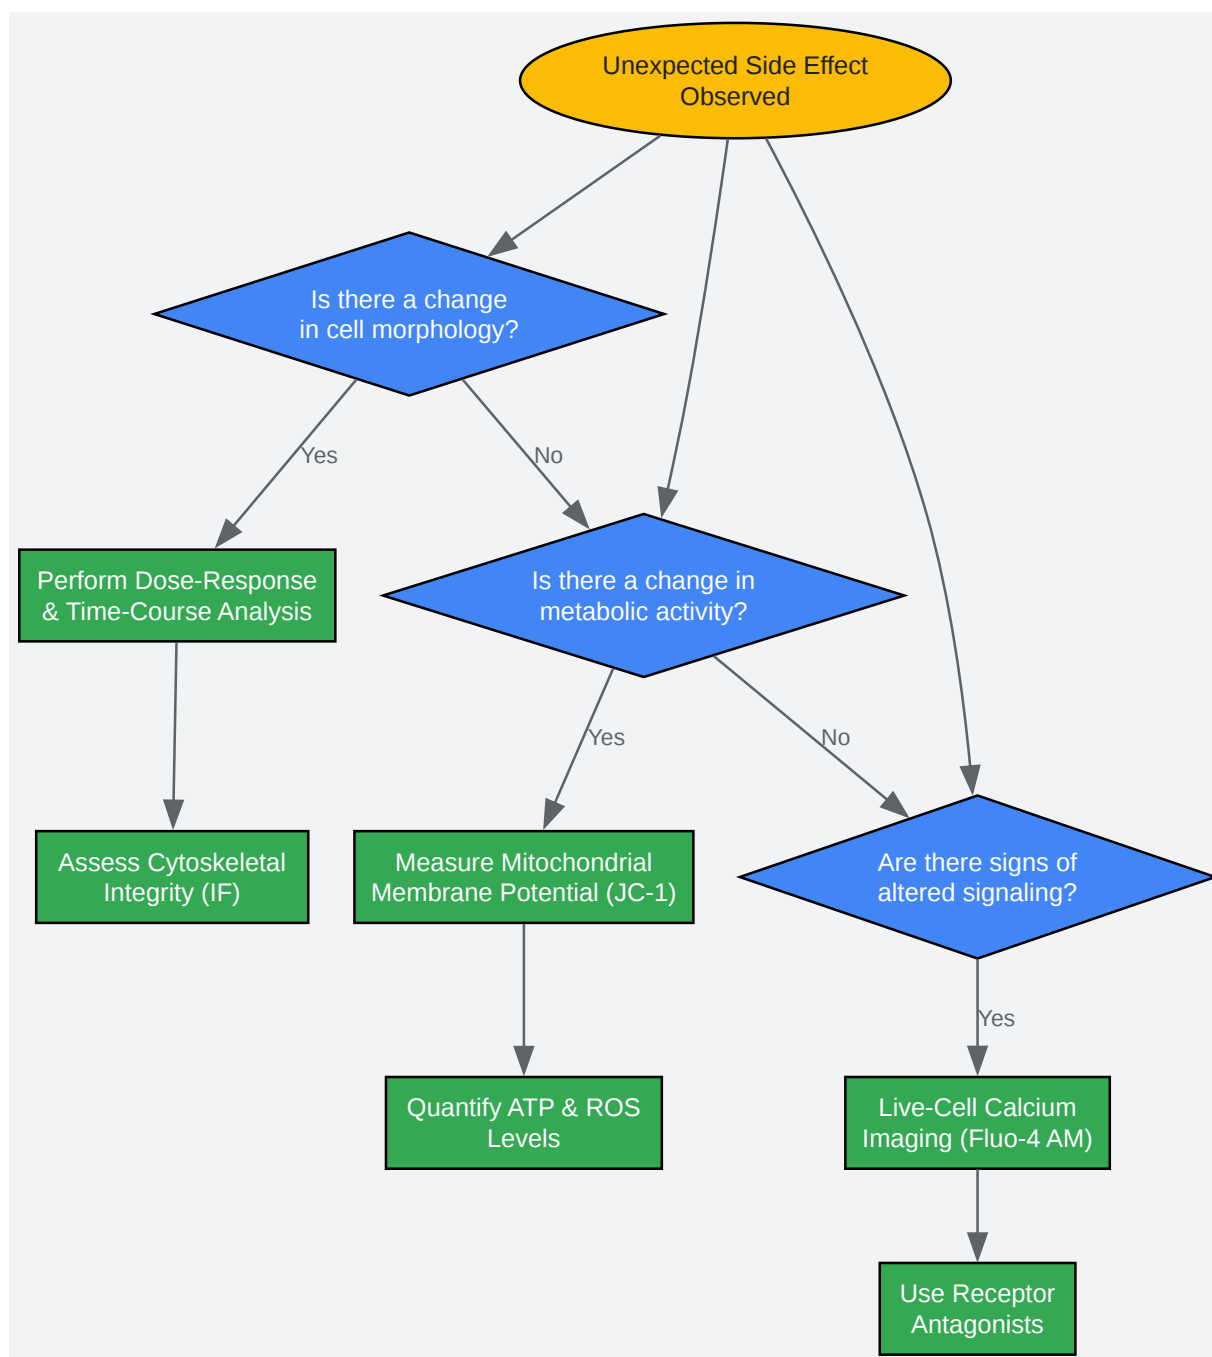 Unexpected Side Effect
Observed
Is there a change
in cell morphology?
Yes
No
Perform Dose-Response
& Time-Course Analysis
Is there a change in
metabolic activity?
Yes
No
Assess Cytoskeletal
Integrity (IF)
Measure Mitochondrial
Membrane Potential (JC-1)
Are there signs of
altered signaling?
Yes
Quantify ATP & ROS
Levels
Live-Cell Calcium
Imaging (Fluo-4 AM)
Use Receptor
Antagonists